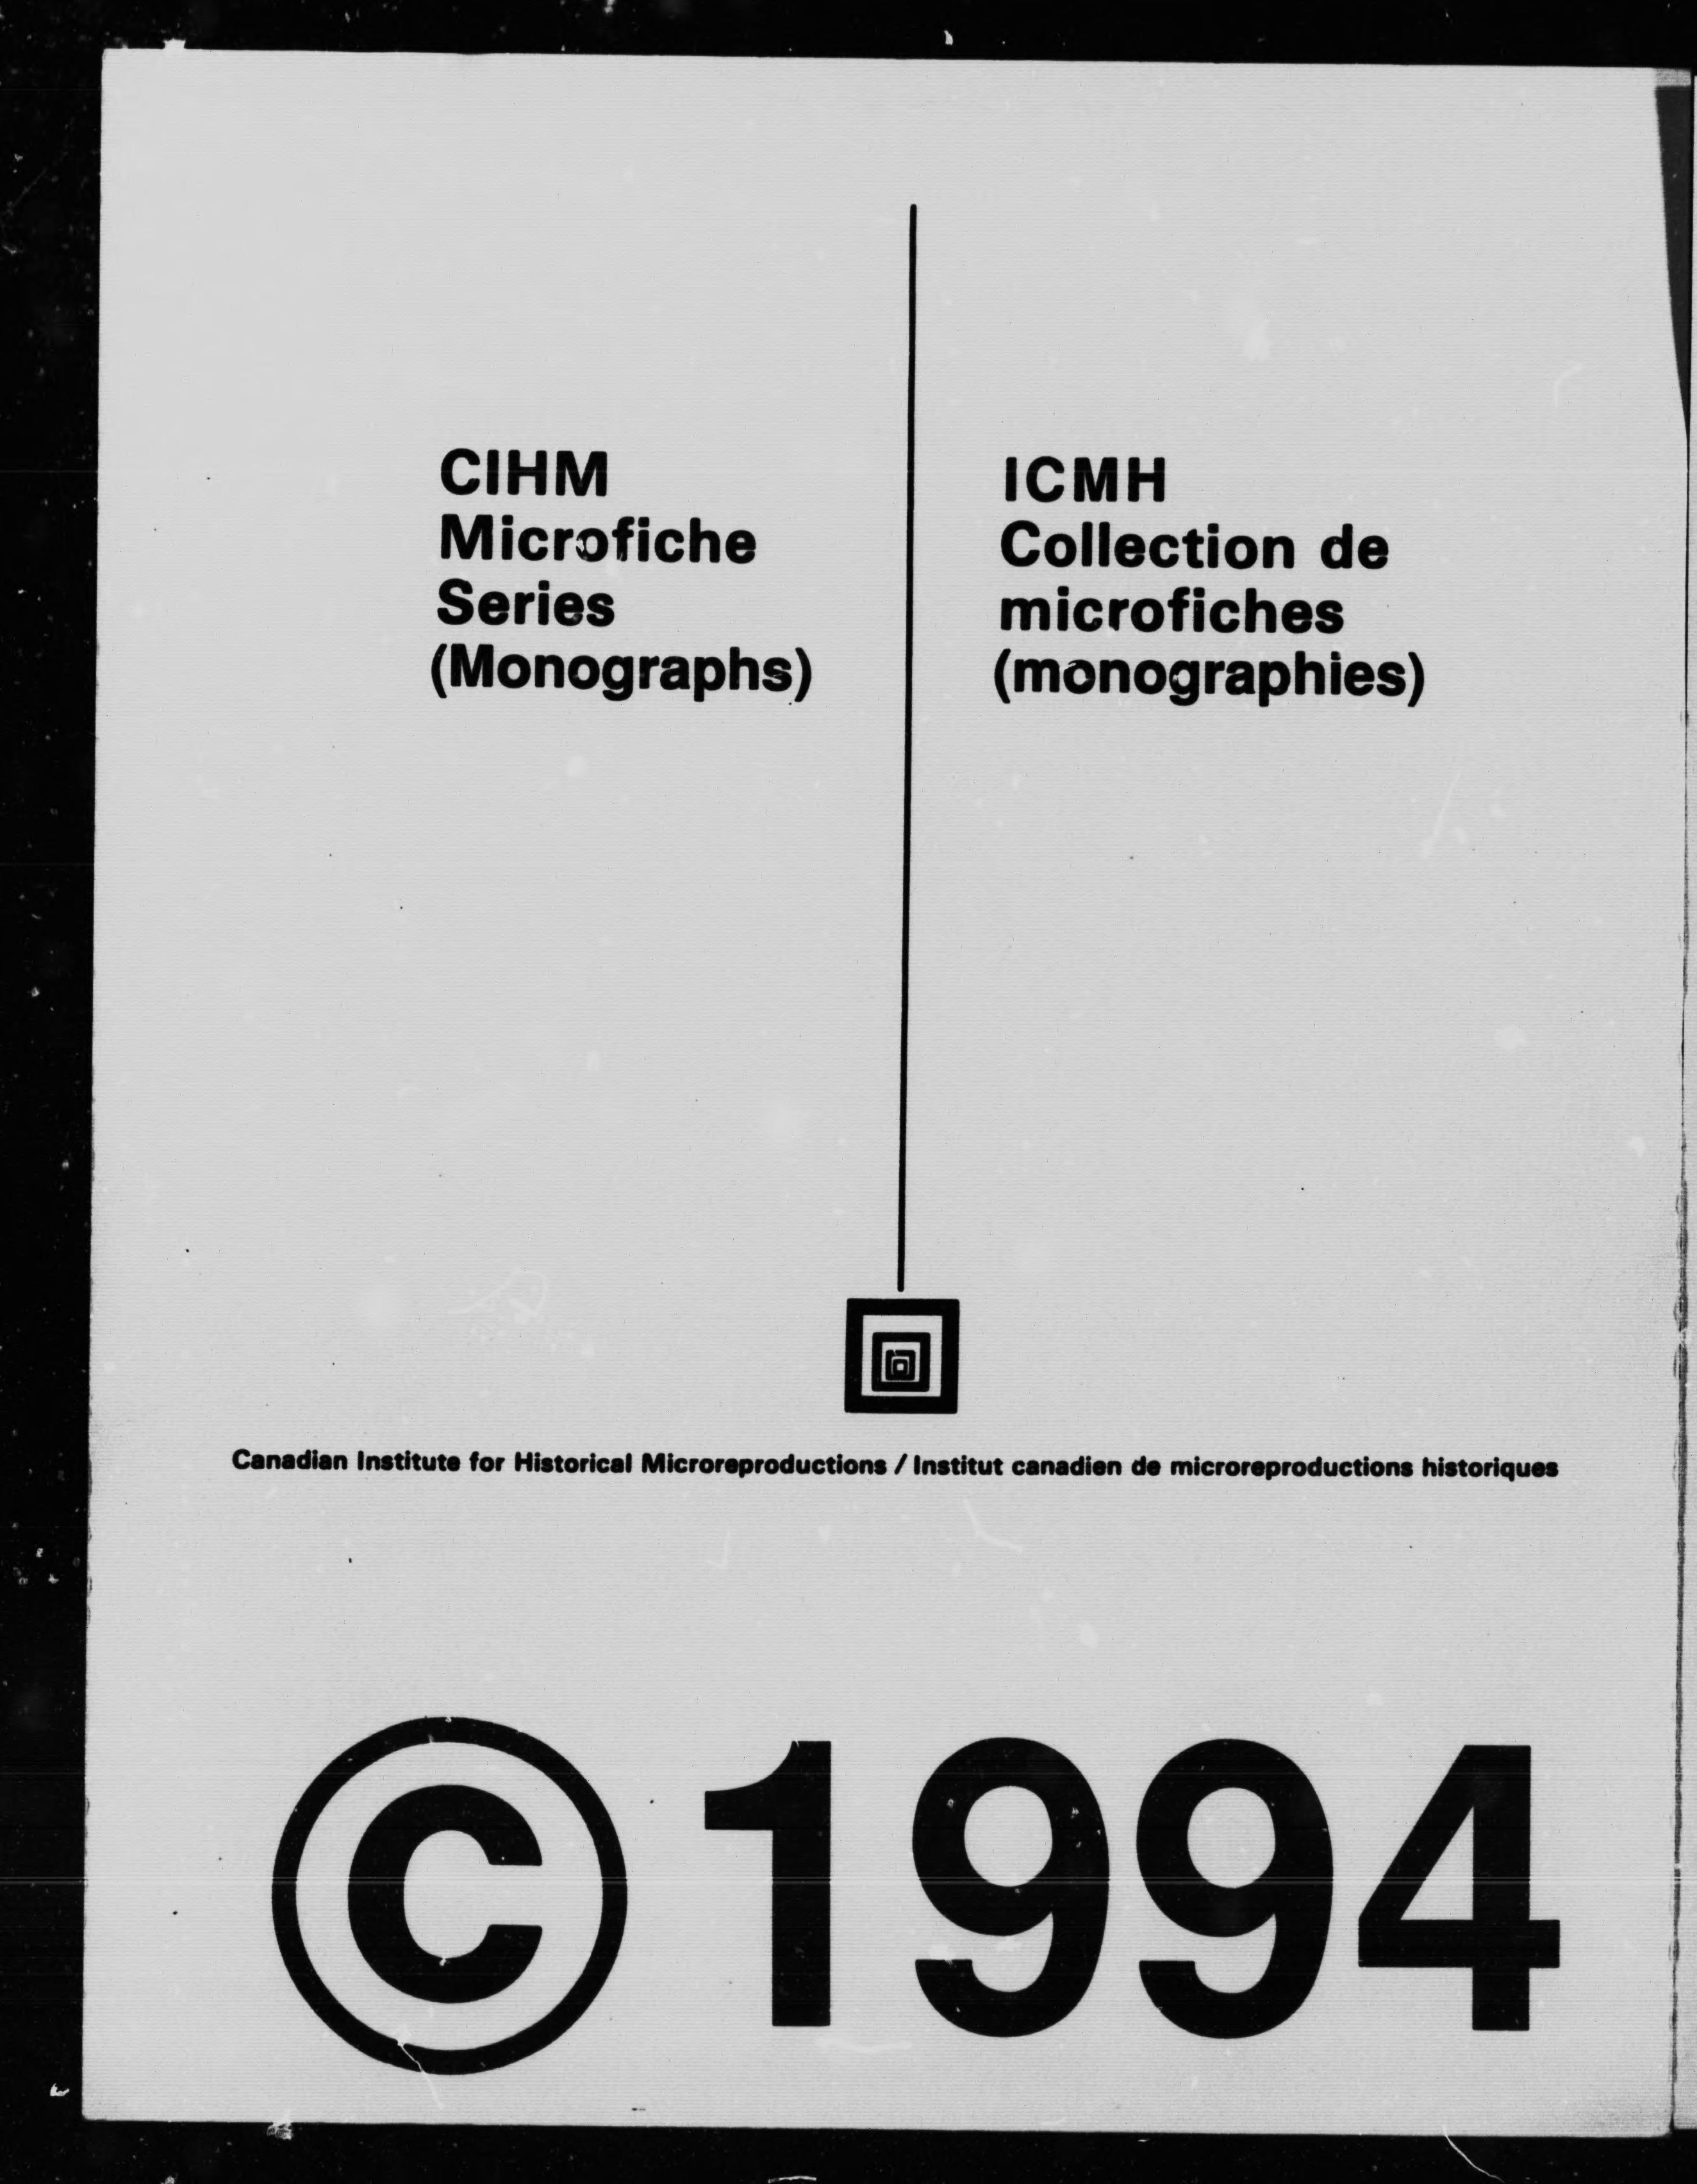 CIHM
Microfiche
Series
(Monographs)
ICMH
Collection de
microfiches
(monographies)
Canadian Institute for Historical Microreproductions / Institut canadien de microreproductions historiques
© 1994